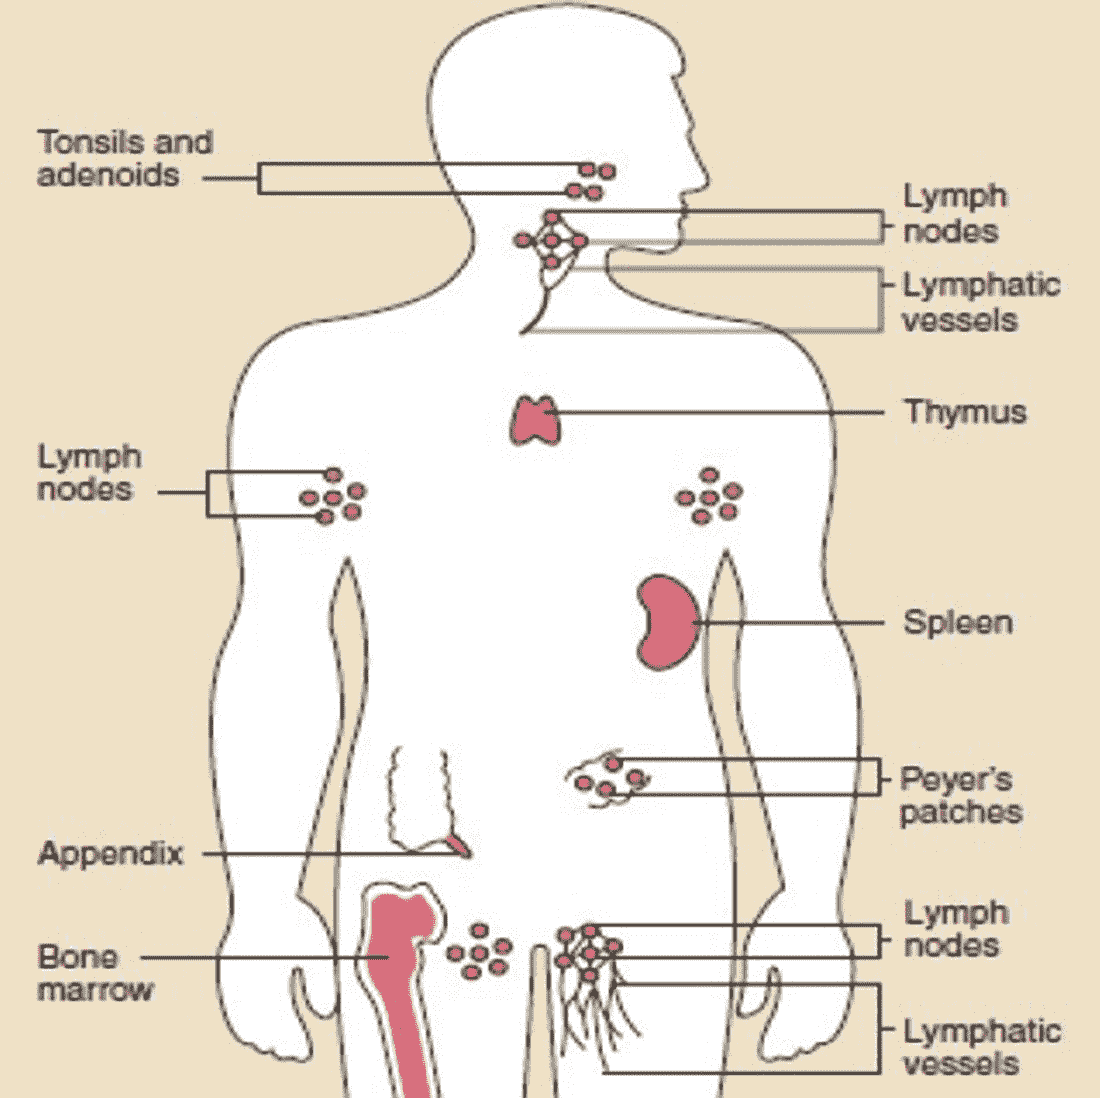 Tonsils and
adenoids
Lymph
nodes
Lymphatic
vessels
Thymus
Lymph
nodes
Spleen
Peyer's
patches
Appendix
Lymph
nodes
Bone
marrow
Lymphatic
vessels